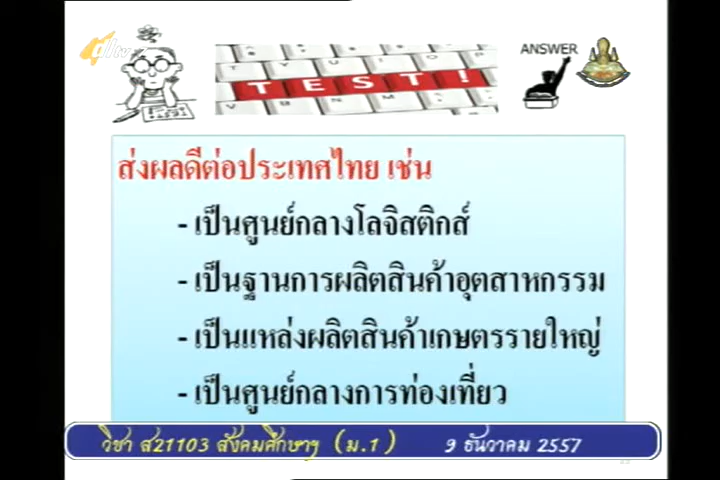 ANSWER
TEST!
ส่งผลดีต่อประเทศไทย เช่น
- เป็นศูนย์กลางโลจิสติกส์
- เป็นฐานการผลิตสินค้าอุตสาหกรรม
- เป็นแหล่งผลิตสินค้าเกษตรรายใหญ่
- เป็นศูนย์กลางการท่องเที่ยว
วิชา ส21103 สังคมศึกษาฯ (ม.1) 9 ธันวาคม 2557